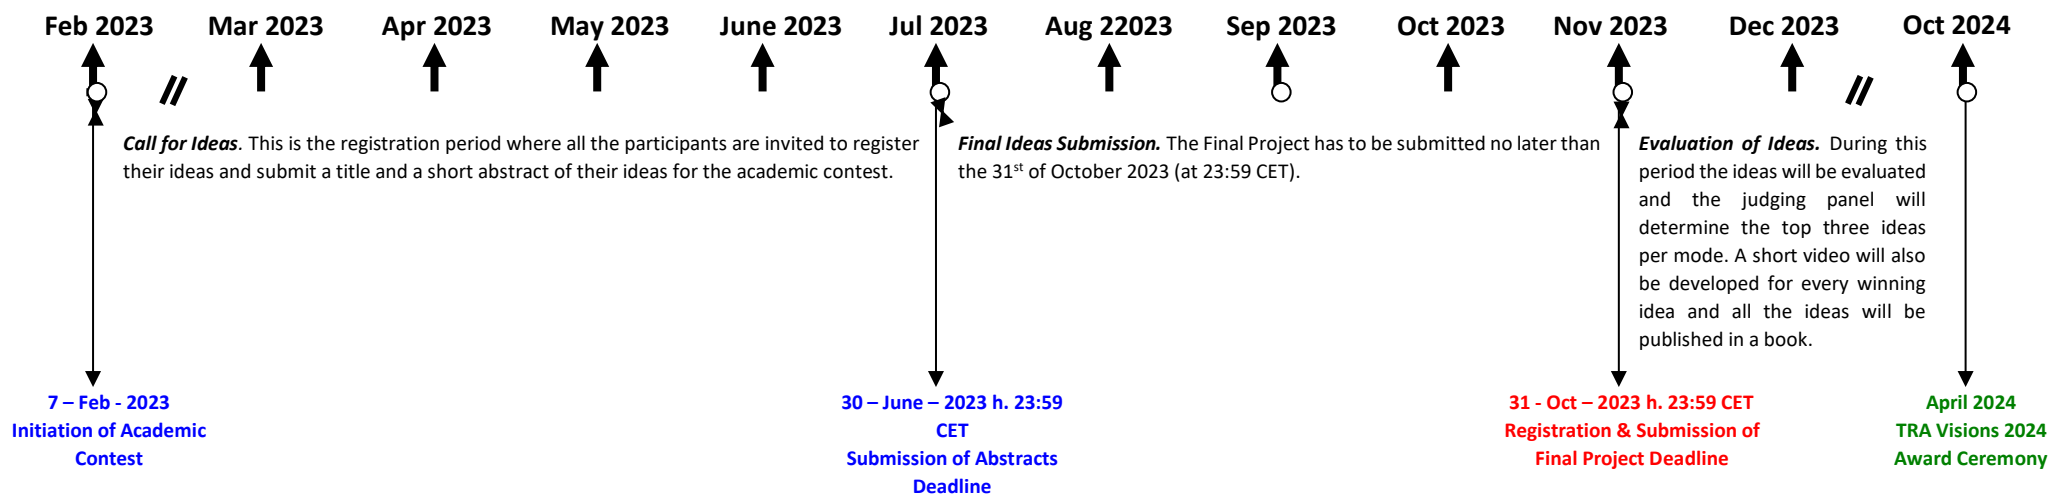 Feb 2023 Mar 2023 Apr 2023 May 2023 June 2023 Jul 2023 Aug 22023 Sep 2023 Oct 2023 Nov 2023 Dec 2023 Oct 2024
Call for Ideas. This is the registration period where all the participants are invited to register
their ideas and submit a title and a short abstract of their ideas for the academic contest.
Final Ideas Submission. The Final Project has to be submitted no later than
the 31st of October 2023 (at 23:59 CET).
Evaluation of Ideas. During this
period the ideas will be evaluated
and the judging panel will
determine the top three ideas
per mode. A short video will also
be developed for every winning
idea and all the ideas will be
published in a book.
7 – Feb - 2023
Initiation of Academic
Contest
30 – June – 2023 h. 23:59
CET
Submission of Abstracts
Deadline
31 - Oct – 2023 h. 23:59 CET
Registration & Submission of
Final Project Deadline
April 2024
TRA Visions 2024
Award Ceremony